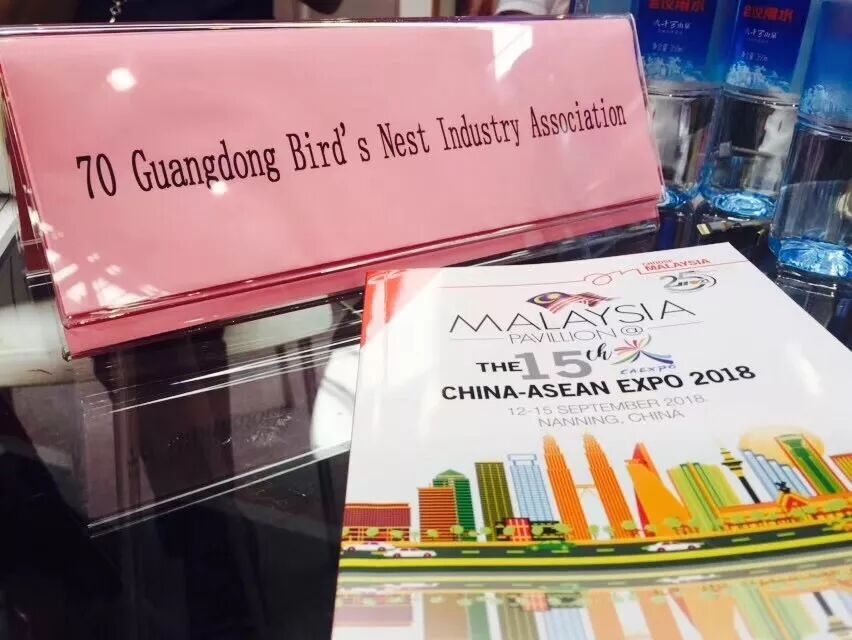 70 Guangdong Bird's Nest Industry Association
MALAYSIA
25
MALAYSIA
PAVILLION @
THE 15th
CAEXPO
CHINA-ASEAN EXPO 2018
12-15 SEPTEMBER 2018.
NANNING, CHINA